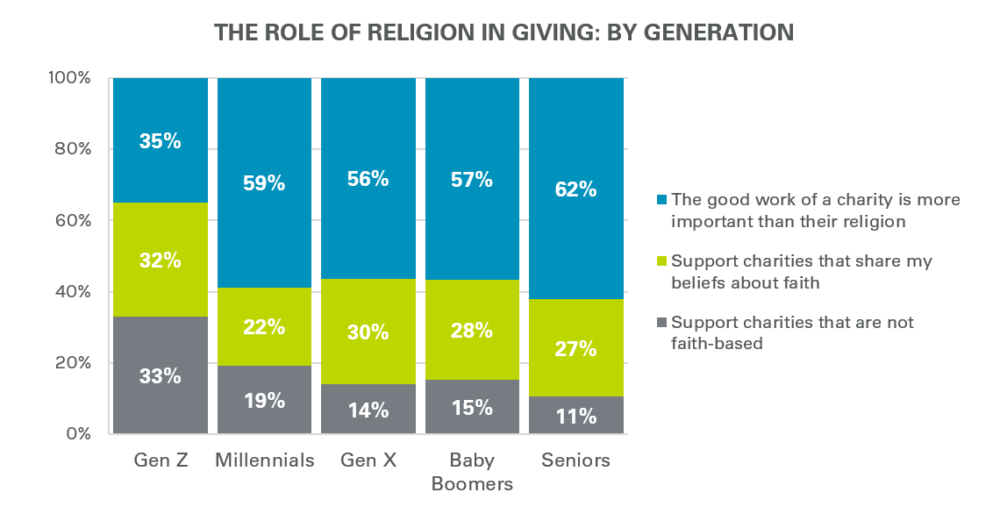 THE ROLE OF RELIGION IN GIVING: BY GENERATION
100%
80%
60%
40%
20%
0%
35%
32%
33%
59%
22%
19%
56%
30%
14%
57%
28%
15%
62%
27%
11%
Gen Z
Millennials
Gen X
Baby
Boomers
Seniors
The good work of a charity is more
important than their religion
Support charities that share my
beliefs about faith
Support charities that are not
faith-based